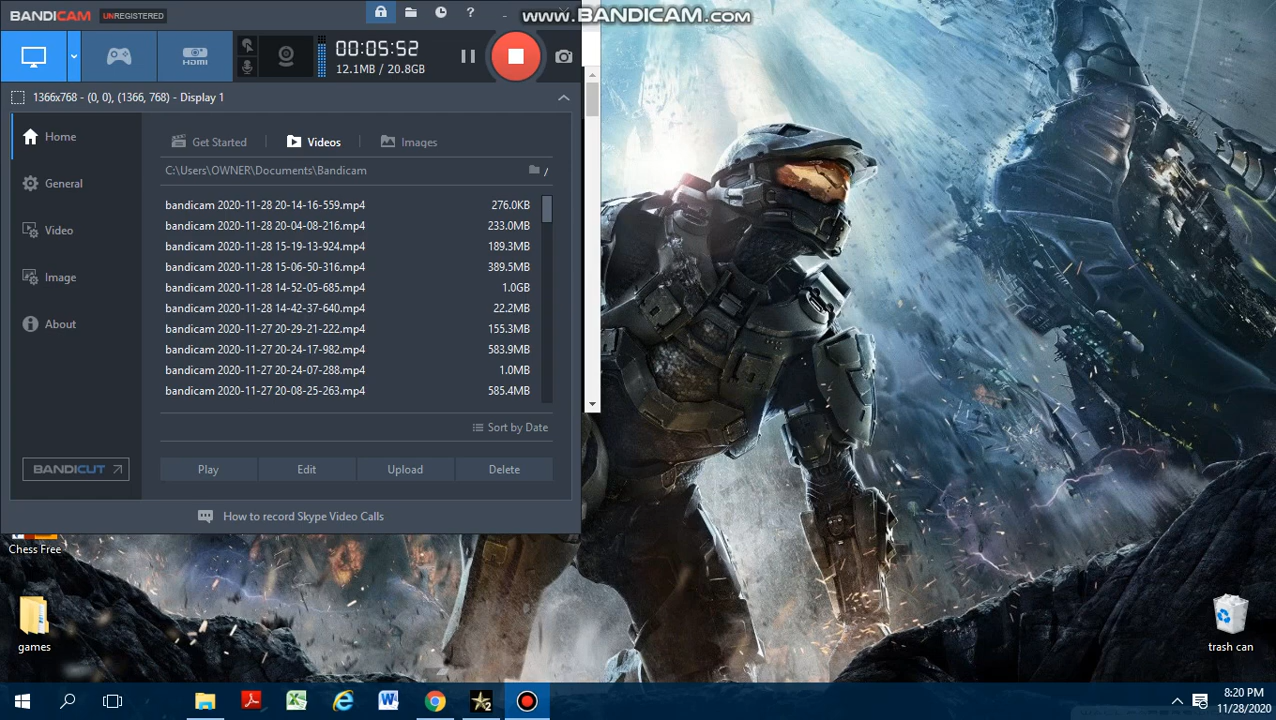 BANDICAM UNREGISTERED
?
www.BANDICAM.com
HDMI
00:05:52
12.1MB / 20.8GB
1366x768 - (0, 0), (1366, 768) - Display 1
Home
General
Video
Image
About
BANDICUT
Get Started
Videos
Images
C:\Users\OWNER\Documents\Bandicam
/
bandicam 2020-11-28 20-14-16-559.mp4 276.0KB
bandicam 2020-11-28 20-04-08-216.mp4 233.0MB
bandicam 2020-11-28 15-19-13-924.mp4 189.3MB
bandicam 2020-11-28 15-06-50-316.mp4 389.5MB
bandicam 2020-11-28 14-52-05-685.mp4 1.0GB
bandicam 2020-11-28 14-42-37-640.mp4 22.2MB
bandicam 2020-11-27 20-29-21-222.mp4 155.3MB
bandicam 2020-11-27 20-24-17-982.mp4 583.9MB
bandicam 2020-11-27 20-24-07-288.mp4 1.0MB
bandicam 2020-11-27 20-08-25-263.mp4 585.4MB
Sort by Date
Play Edit Upload Delete
How to record Skype Video Calls
Chess Free
games
trash can
8:20 PM
11/28/2020